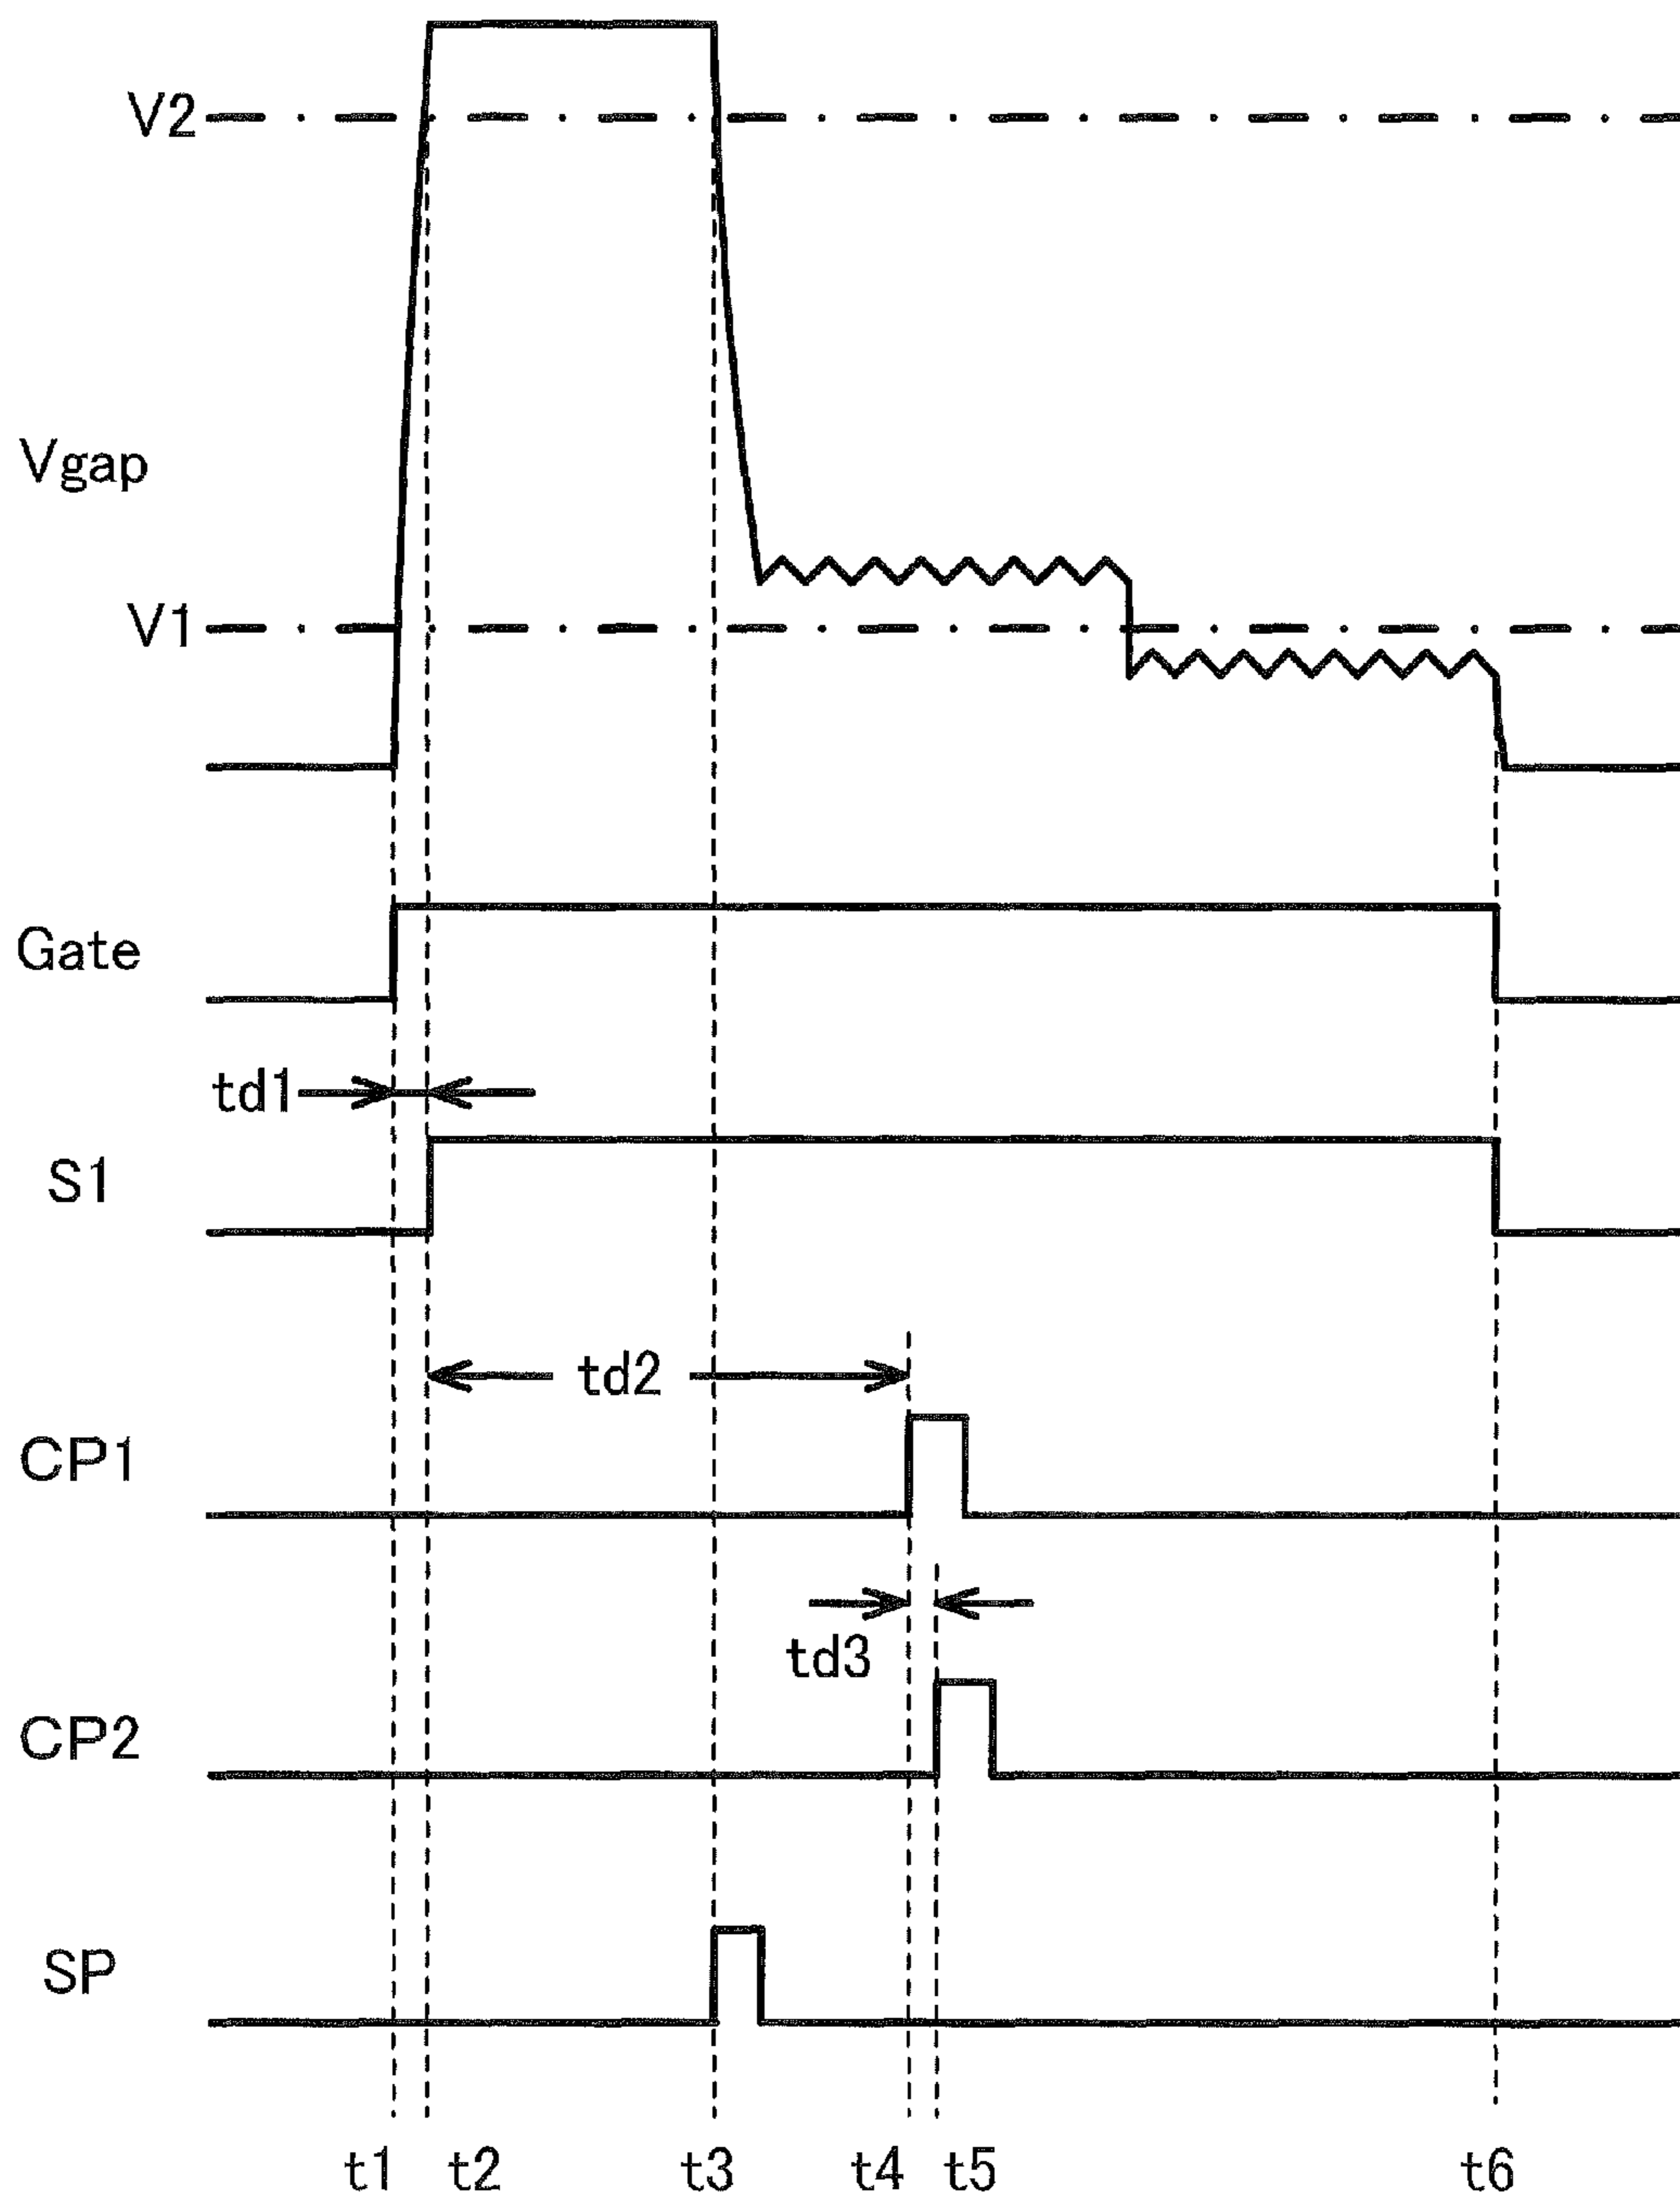 V2
Vgap
V1
Gate
td1
S1
td2
CP1
td3
CP2
SP
t1 t2 t3 t4 t5 t6